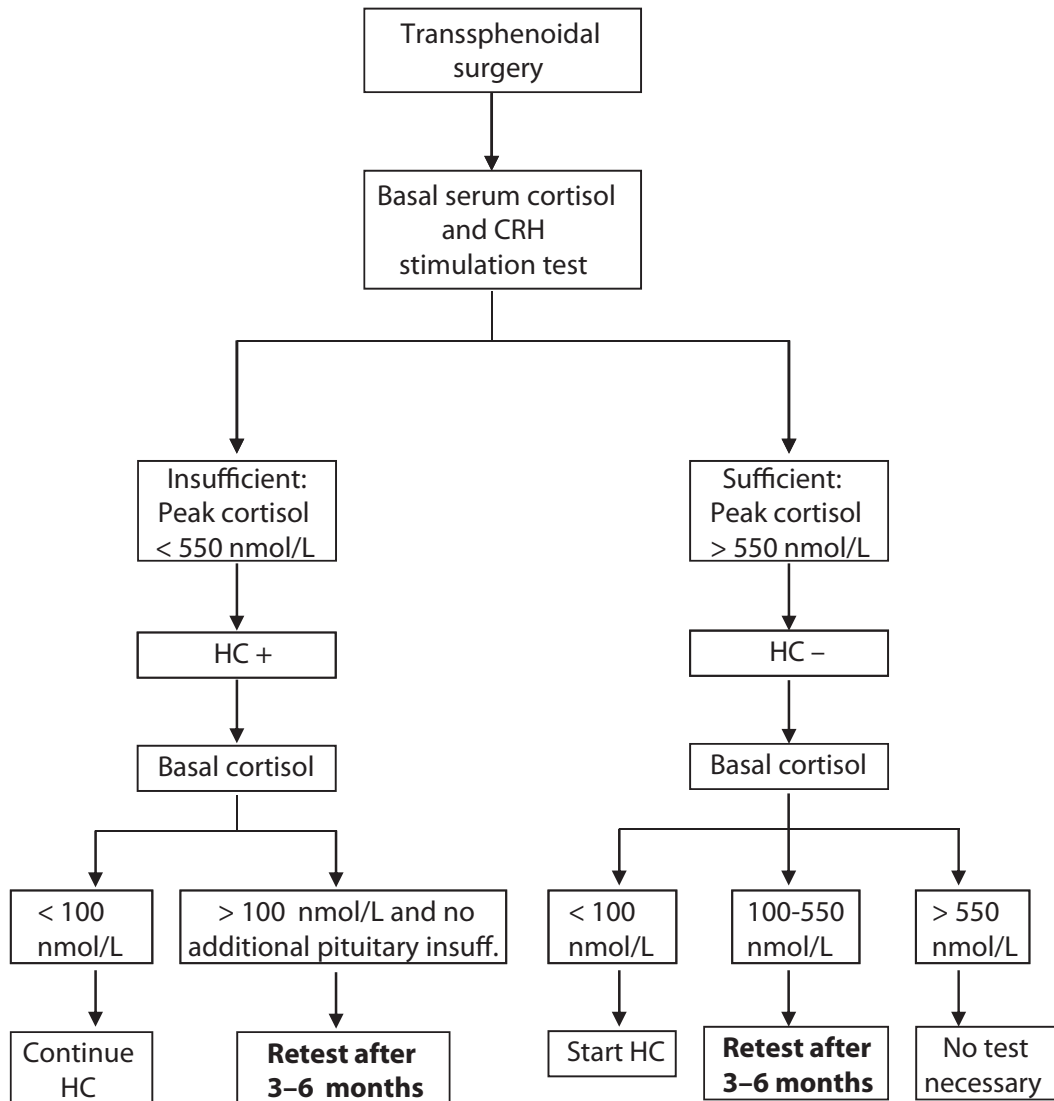 Transsphenoidal
surgery
Basal serum cortisol
and CRH
stimulation test
Insufficient:
Peak cortisol
< 550 nmol/L
Sufficient:
Peak cortisol
> 550 nmol/L
HC +
HC –
Basal cortisol
Basal cortisol
< 100
nmol/L
> 100 nmol/L and no
additional pituitary insuff.
< 100
nmol/L
100-550
nmol/L
> 550
nmol/L
Continue
HC
Retest after
3–6 months
Start HC
Retest after
3–6 months
No test
necessary